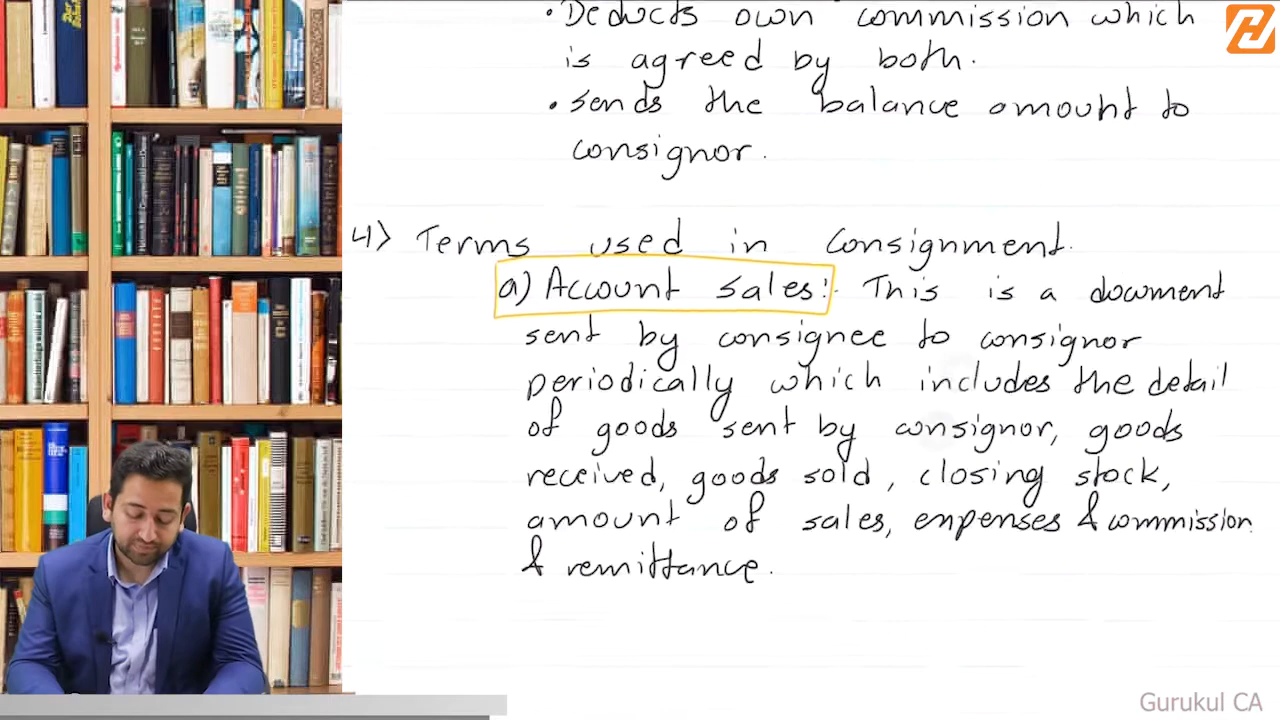 • Deducts own commission which
is agreed by both.
• Sends the balance amount to
consignor.
4) Terms used in Consignment.
a) Account sales:- This is a document
sent by consignee to consignor
periodically which includes the detail
of goods sent by consignor, goods
received, goods sold, closing stock,
amount of sales, expenses & commission
& remittance.
Gurukul CA